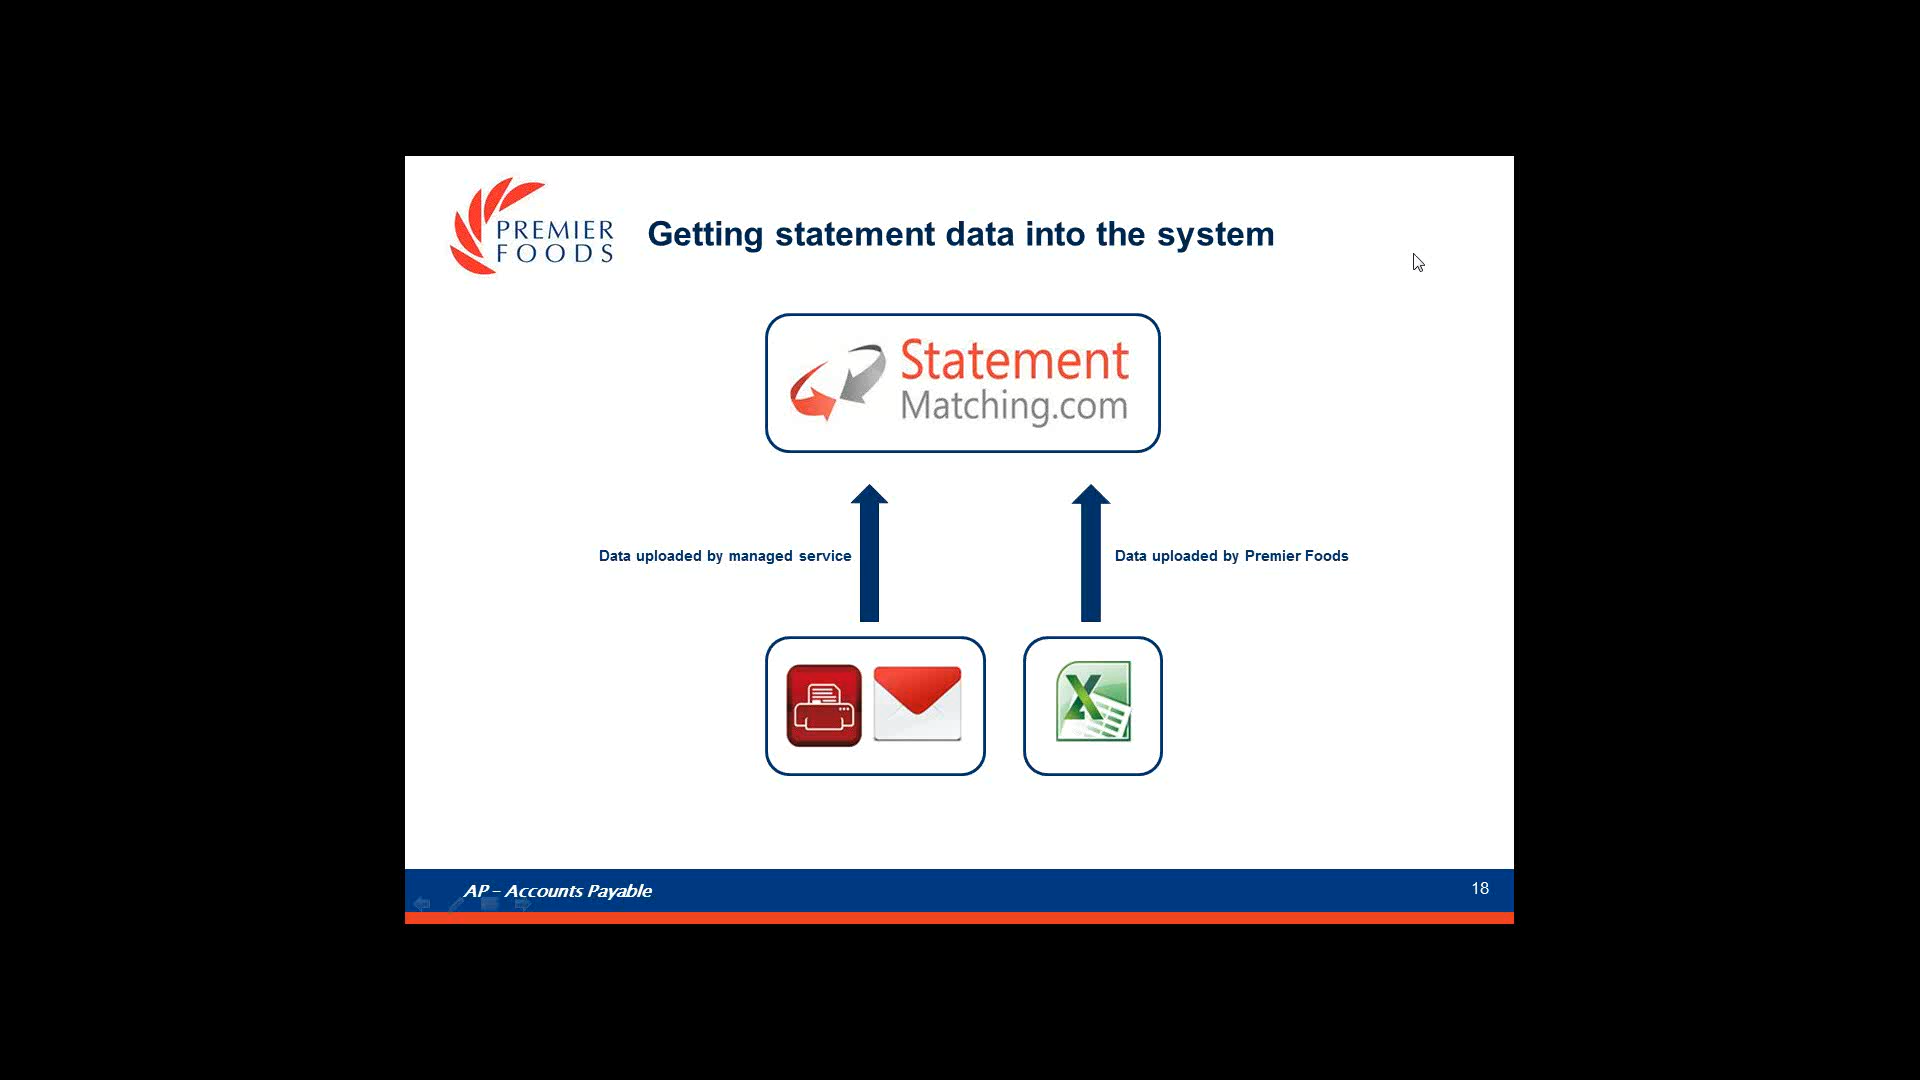 PREMIER
FOODS
Getting statement data into the system
Statement
Matching.com
Data uploaded by managed service
Data uploaded by Premier Foods
X
AP – Accounts Payable
18